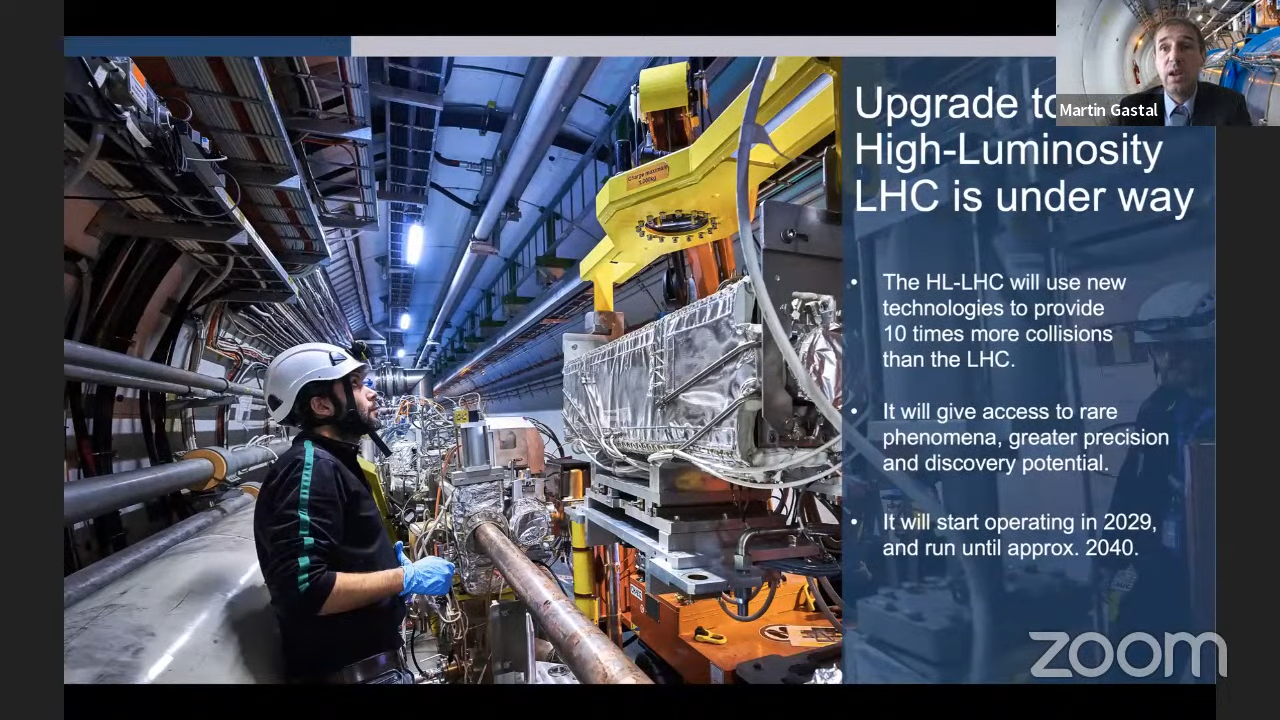 Upgrade to
High-Luminosity
LHC is under way
Martin Gastal
Charge maximum
• The HL-LHC will use new
technologies to provide
10 times more collisions
than the LHC.
• It will give access to rare
phenomena, greater precision
and discovery potential.
• It will start operating in 2029,
and run until approx. 2040.
zoom